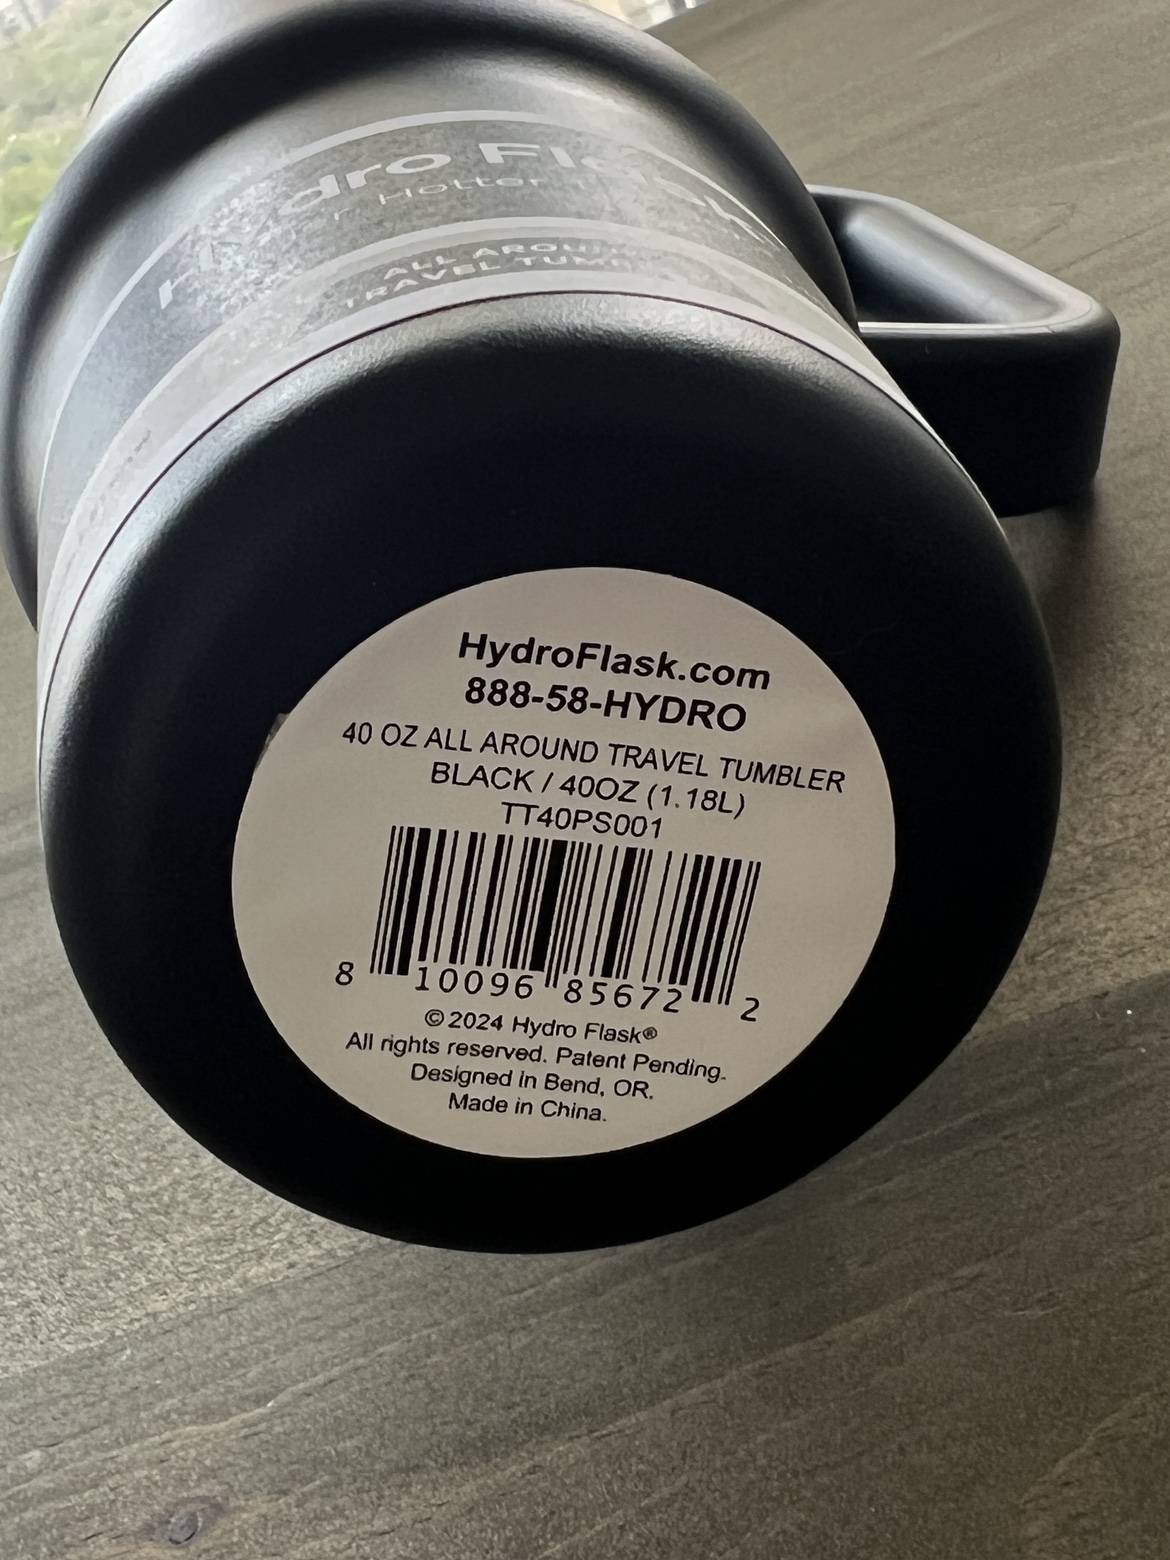 Hydro Flask
Hotter
ALL AROUND
TRAVEL TUMBLER
HydroFlask.com
888-58-HYDRO
40 OZ ALL AROUND TRAVEL TUMBLER
BLACK / 40OZ (1.18L)
TT40PS001
8 10096 85672 2
©2024 Hydro Flask®
All rights reserved. Patent Pending.
Designed in Bend, OR.
Made in China.